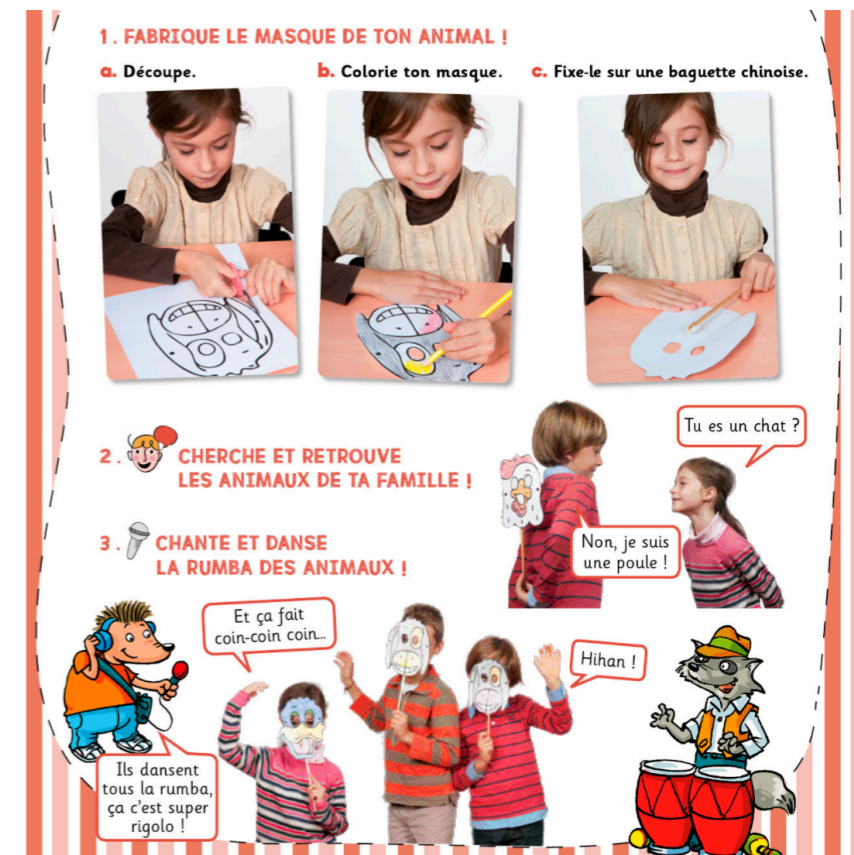 1. FABRIQUE LE MASQUE DE TON ANIMAL !
a. Découpe.
b. Colorie ton masque.
c. Fixe-le sur une baguette chinoise.
2. CHERCHE ET RETROUVE
LES ANIMAUX DE TA FAMILLE !
Tu es un chat ?
Non, je suis
une poule !
3. CHANTE ET DANSE
LA RUMBA DES ANIMAUX !
Et ça fait
coin-coin coin...
Hihan !
Ils dansent
tous la rumba,
ça c'est super
rigolo !